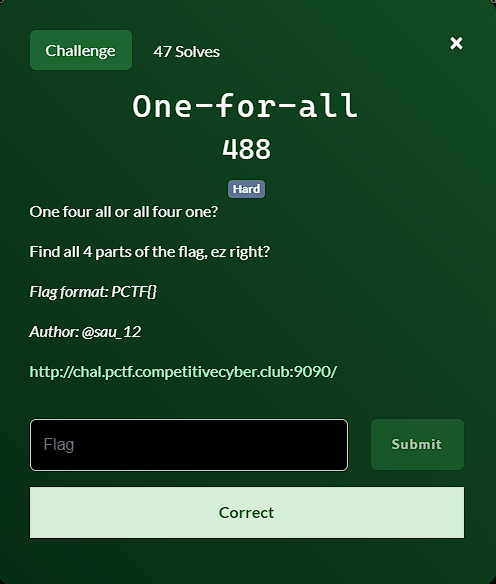 Challenge 47 Solves ×
One-for-all
488
Hard
One four all or all four one?
Find all 4 parts of the flag, ez right?
Flag format: PCTF{}
Author: @sau_12
http://chal.pctf.competitivecyber.club:9090/
Flag Submit
Correct